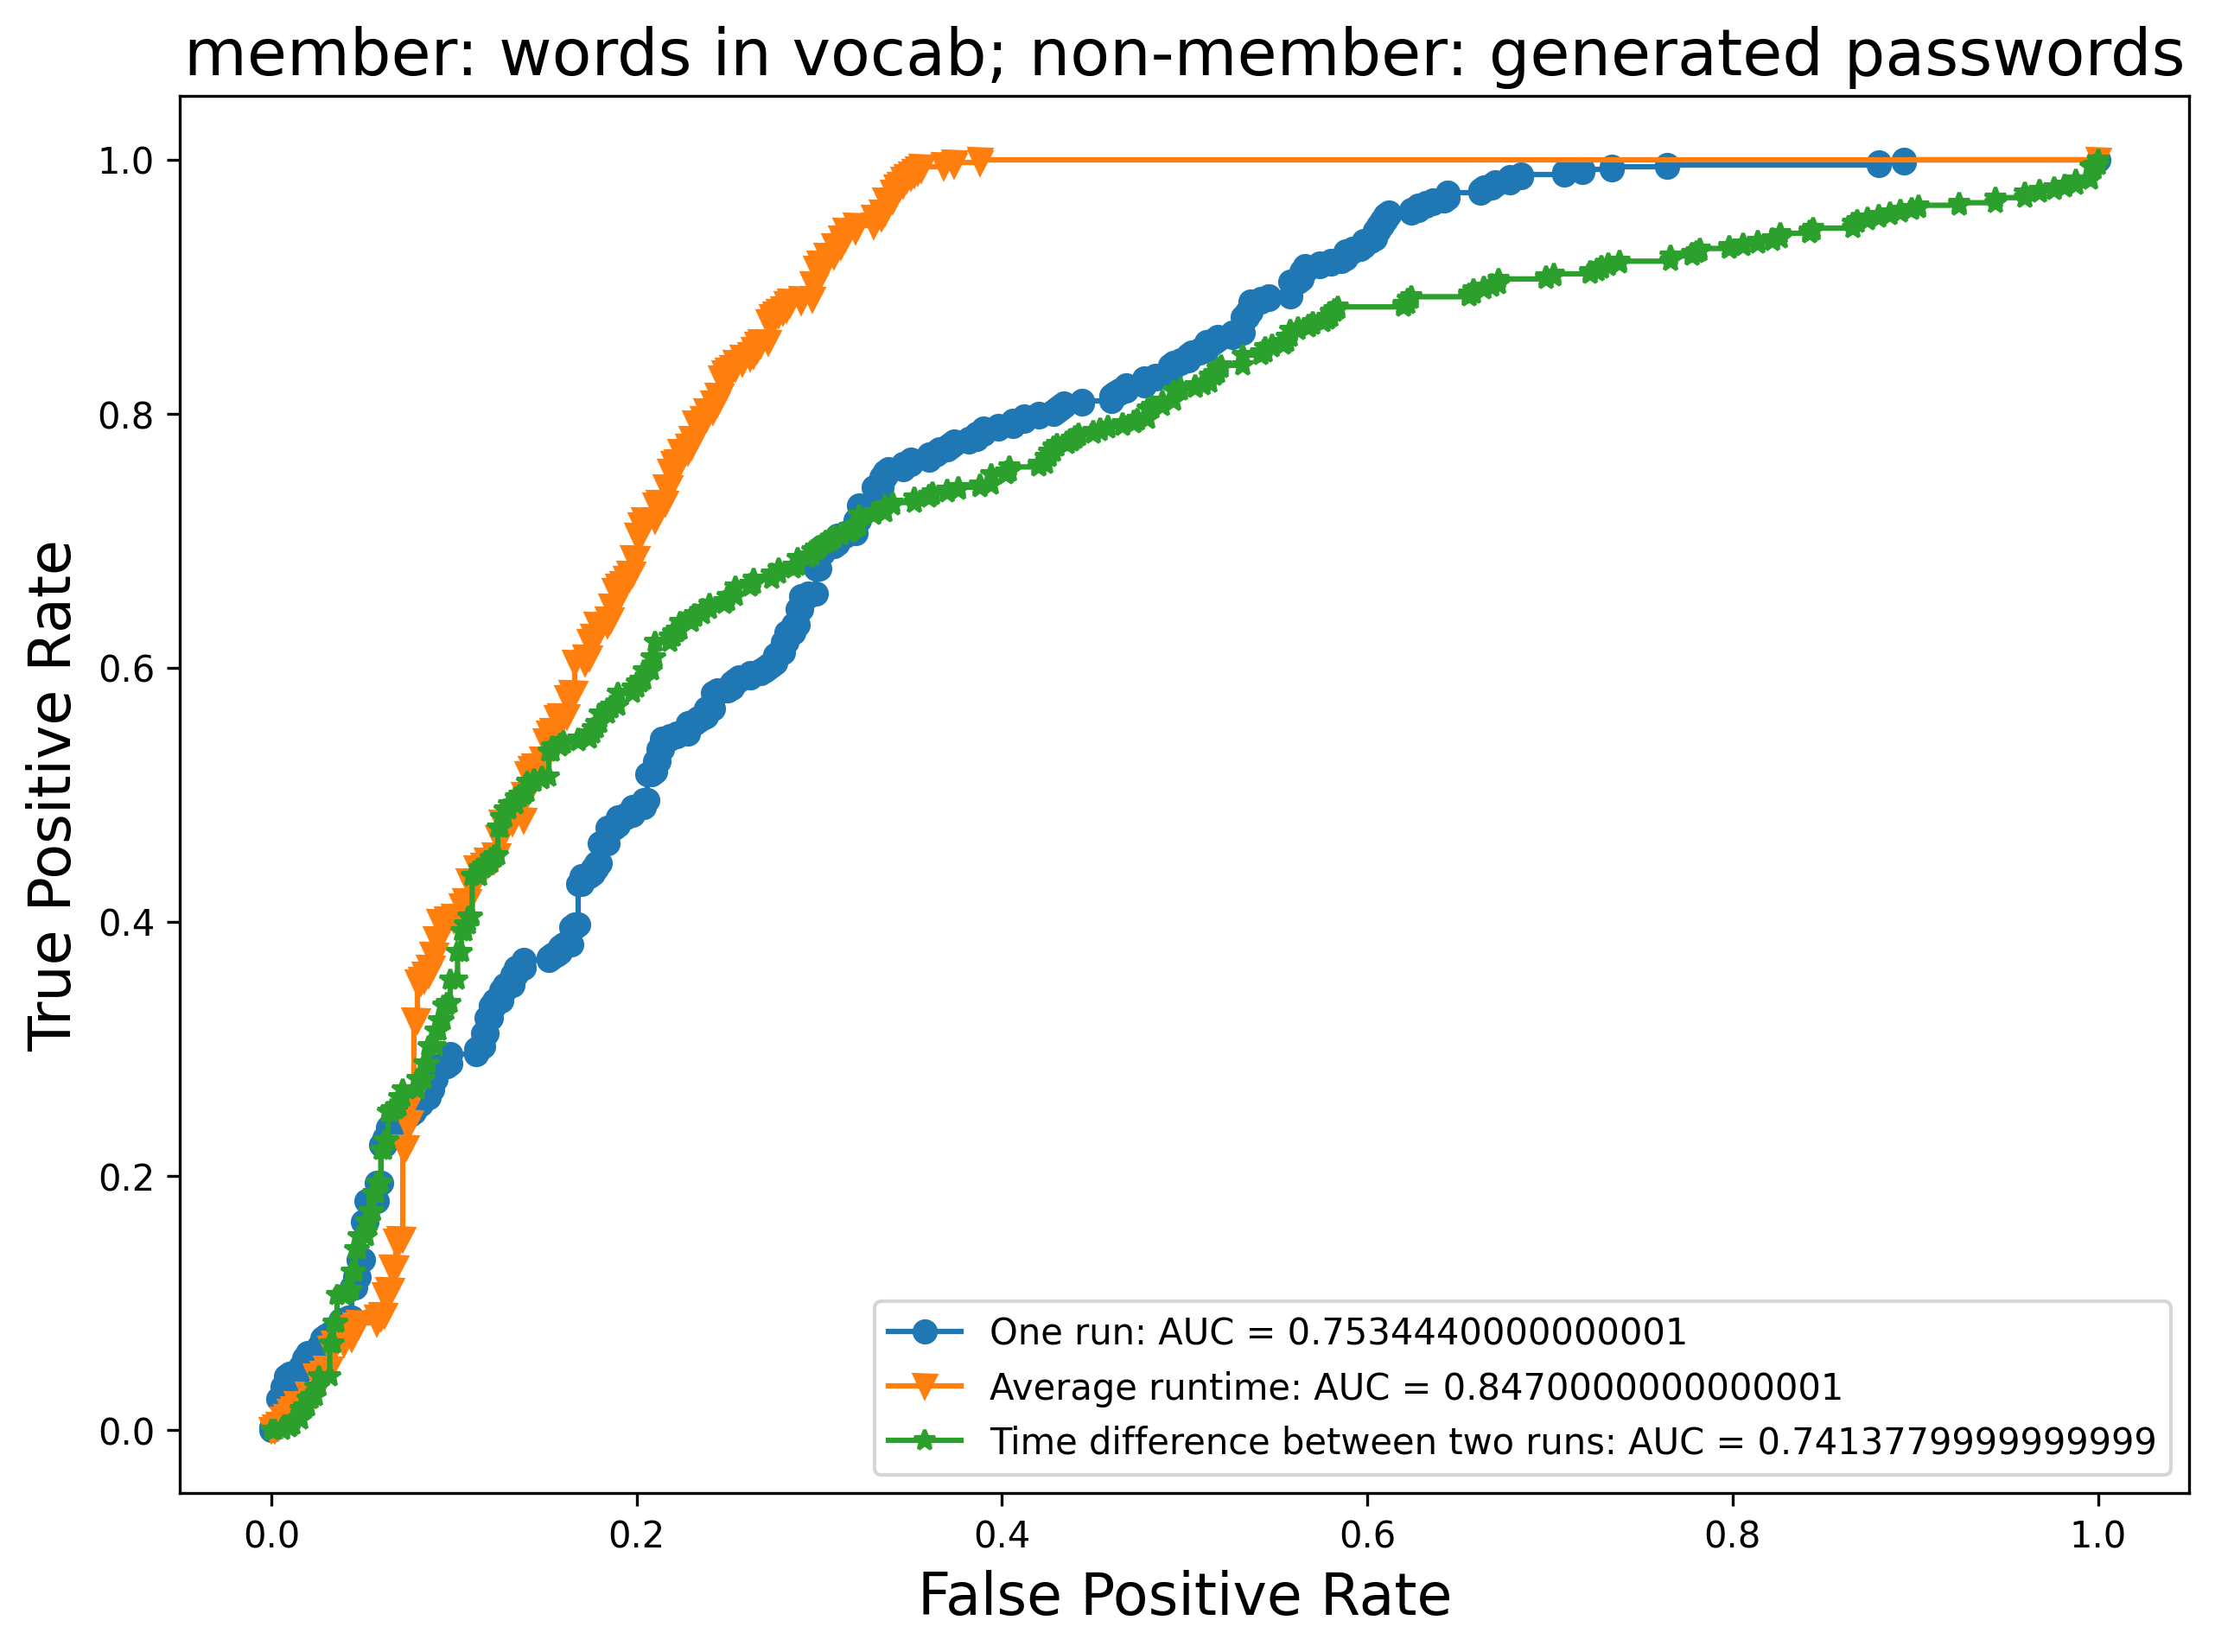 member: words in vocab; non-member: generated passwords
True Positive Rate
1.0
0.8
0.6
0.4
0.2
0.0
One run: AUC = 0.7534440000000001
Average runtime: AUC = 0.8470000000000001
Time difference between two runs: AUC = 0.7413779999999999
0.0 0.2 0.4 0.6 0.8 1.0
False Positive Rate